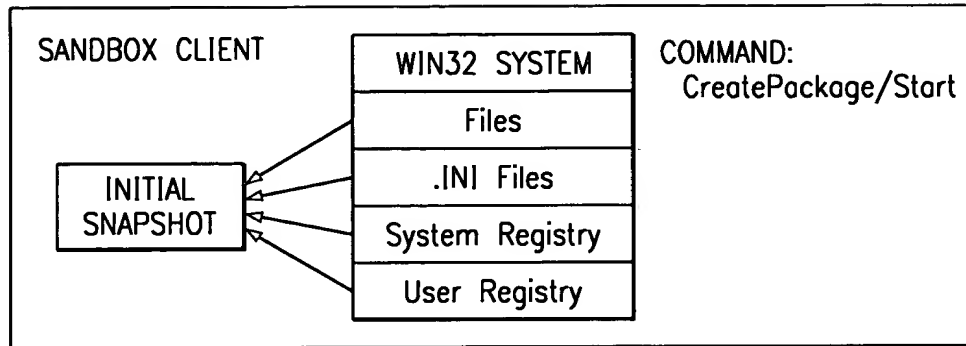 SANDBOX CLIENT
WIN32 SYSTEM
Files
.INI Files
System Registry
User Registry
INITIAL
SNAPSHOT
COMMAND:
CreatePackage/Start